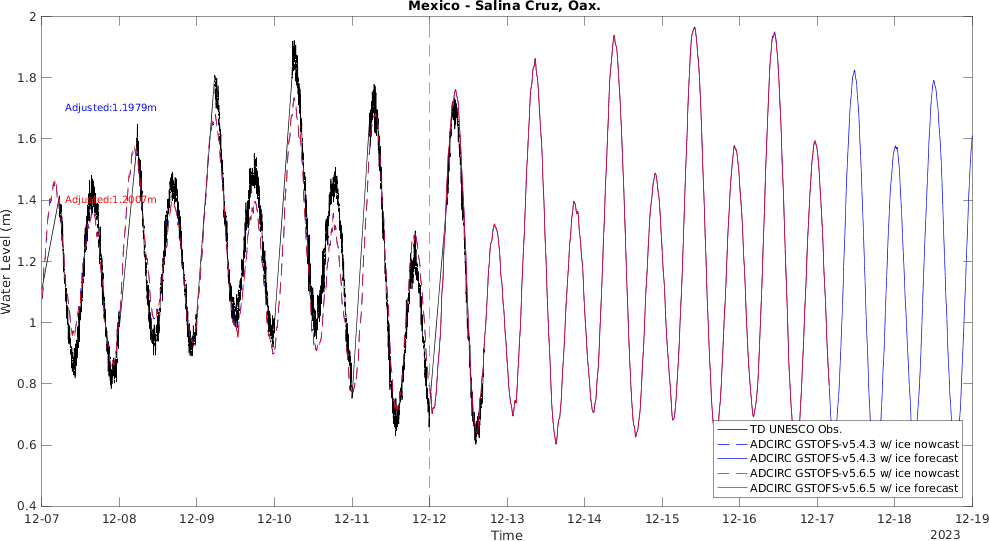 Mexico - Salina Cruz, Oax.
2
1.8
1.6
1.4
1.2
1
0.8
0.6
0.4
Water Level (m)
Adjusted:1.1979m
Adjusted:1.2007m
TD UNESCO Obs.
ADCIRC GSTOFS-v5.4.3 w/ ice nowcast
ADCIRC GSTOFS-v5.4.3 w/ ice forecast
ADCIRC GSTOFS-v5.6.5 w/ ice nowcast
ADCIRC GSTOFS-v5.6.5 w/ ice forecast
12-07 12-08 12-09 12-10 12-11 12-12 12-13 12-14 12-15 12-16 12-17 12-18 12-19
Time
2023